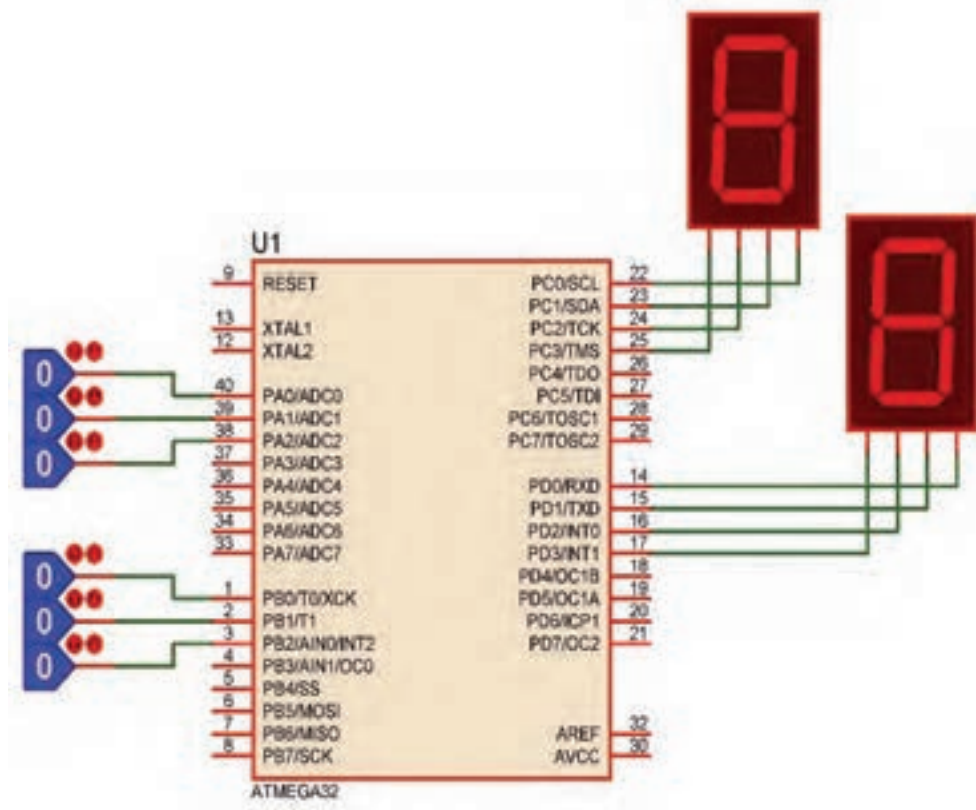 U1
9 RESET
13 XTAL1
12 XTAL2
40 PA0/ADC0
39 PA1/ADC1
38 PA2/ADC2
37 PA3/ADC3
36 PA4/ADC4
35 PA5/ADC5
34 PA6/ADC6
33 PA7/ADC7
1 PB0/T0/XCK
2 PB1/T1
3 PB2/AIN0/INT2
4 PB3/AIN1/OC0
5 PB4/SS
6 PB5/MOSI
7 PB6/MISO
8 PB7/SCK
PC0/SCL 22
PC1/SDA 23
PC2/TCK 24
PC3/TMS 25
PC4/TDO 26
PC5/TDI 27
PC6/TOSC1 28
PC7/TOSC2 29
PD0/RXD 14
PD1/TXD 15
PD2/INT0 16
PD3/INT1 17
PD4/OC1B 18
PD5/OC1A 19
PD6/ICP1 20
PD7/OC2 21
AREF 32
AVCC 30
ATMEGA32
0
0
0
0
0
0
8
8